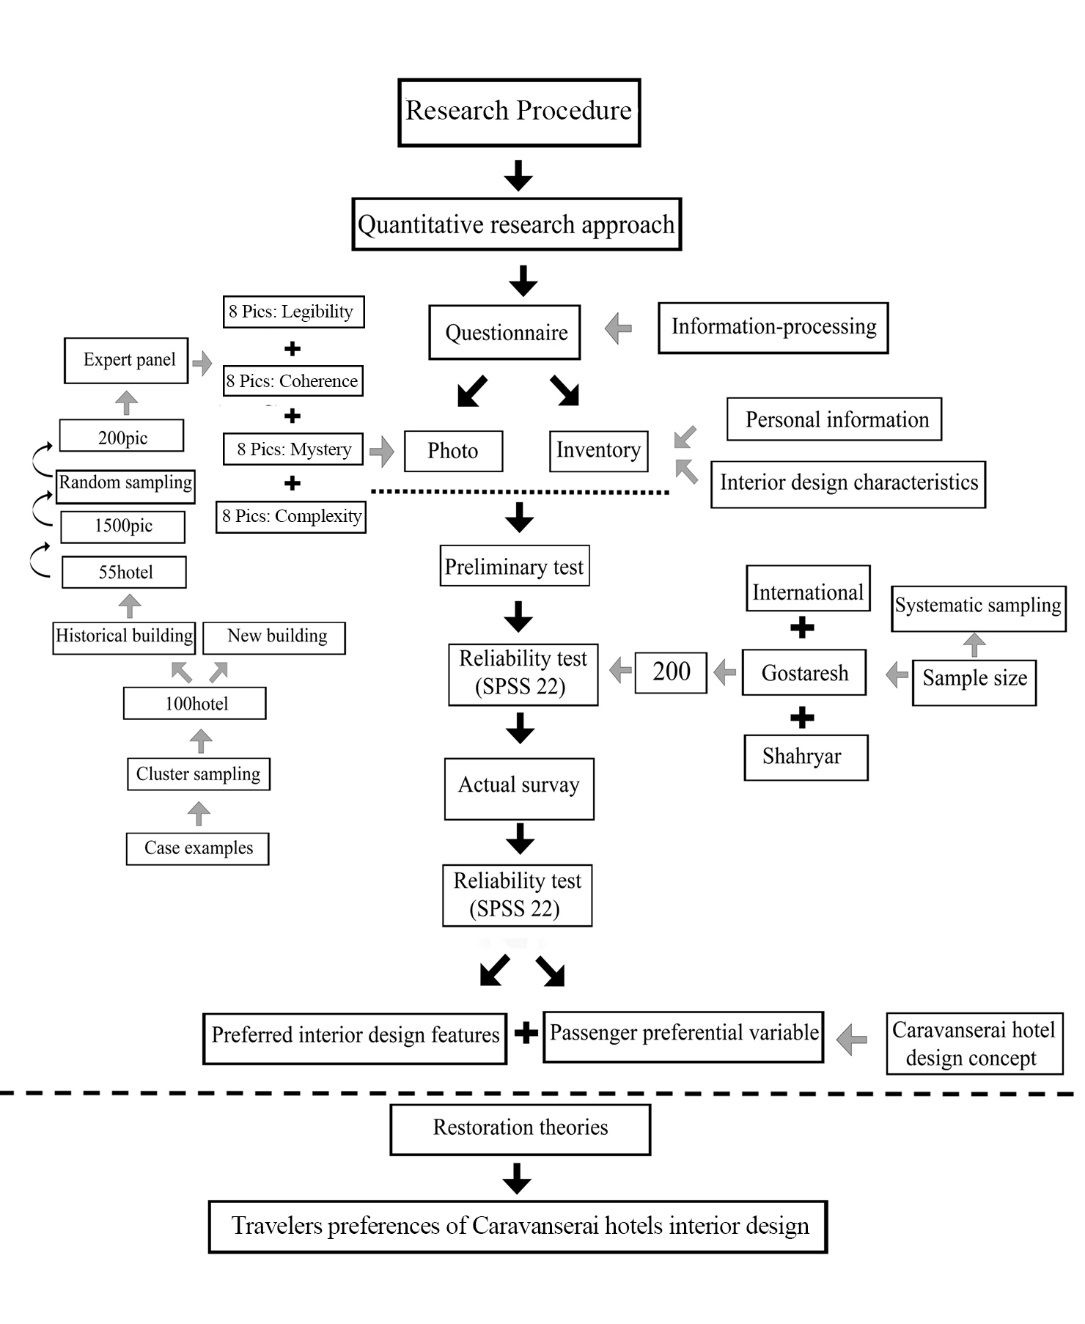 Research Procedure
Quantitative research approach
Questionnaire
Information-processing
8 Pics: Legibility
8 Pics: Coherence
8 Pics: Mystery
8 Pics: Complexity
Expert panel
200pic
Random sampling
1500pic
55hotel
Historical building
New building
100hotel
Cluster sampling
Case examples
Photo
Inventory
Personal information
Interior design characteristics
Preliminary test
Reliability test
(SPSS 22)
200
International
Gostaresh
Shahryar
Systematic sampling
Sample size
Actual survay
Reliability test
(SPSS 22)
Preferred interior design features
Passenger preferential variable
Caravanserai hotel
design concept
Restoration theories
Travelers preferences of Caravanserai hotels interior design